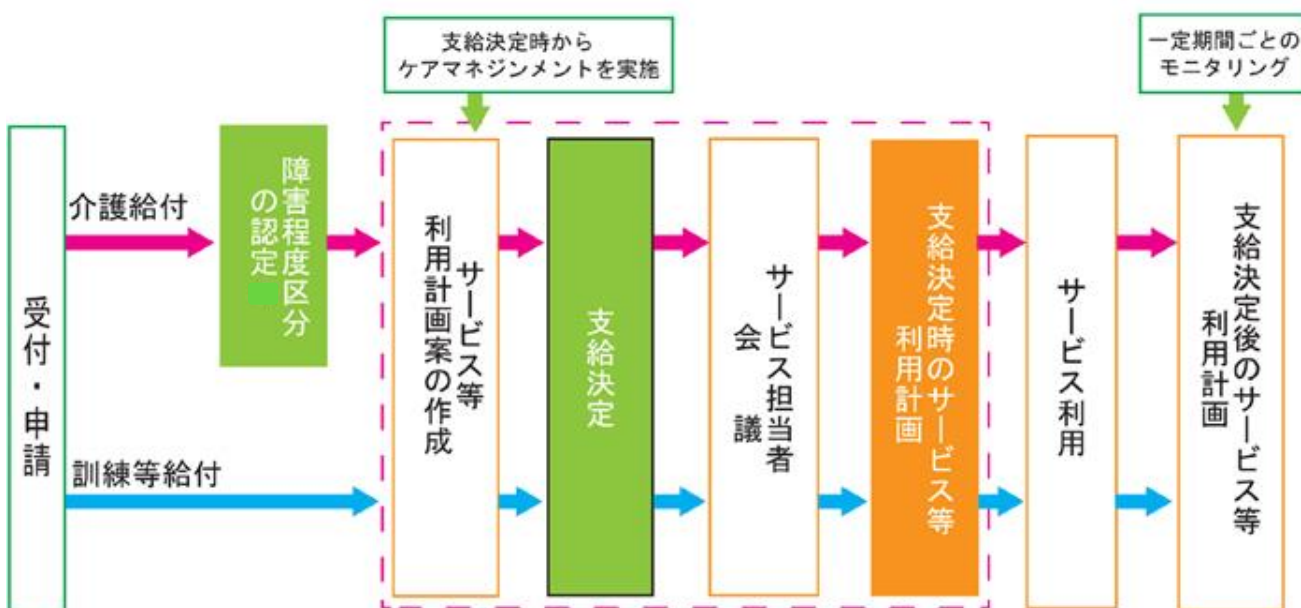 支給決定時から
ケアマネジンメントを実施
一定期間ごとの
モニタリング
受付・申請
介護給付
訓練等給付
障害程度区分
の認定
サービス等
利用計画案の作成
支給決定
サービス担当者
会議
支給決定時のサービス等
利用計画
サービス利用
支給決定後のサービス等
利用計画